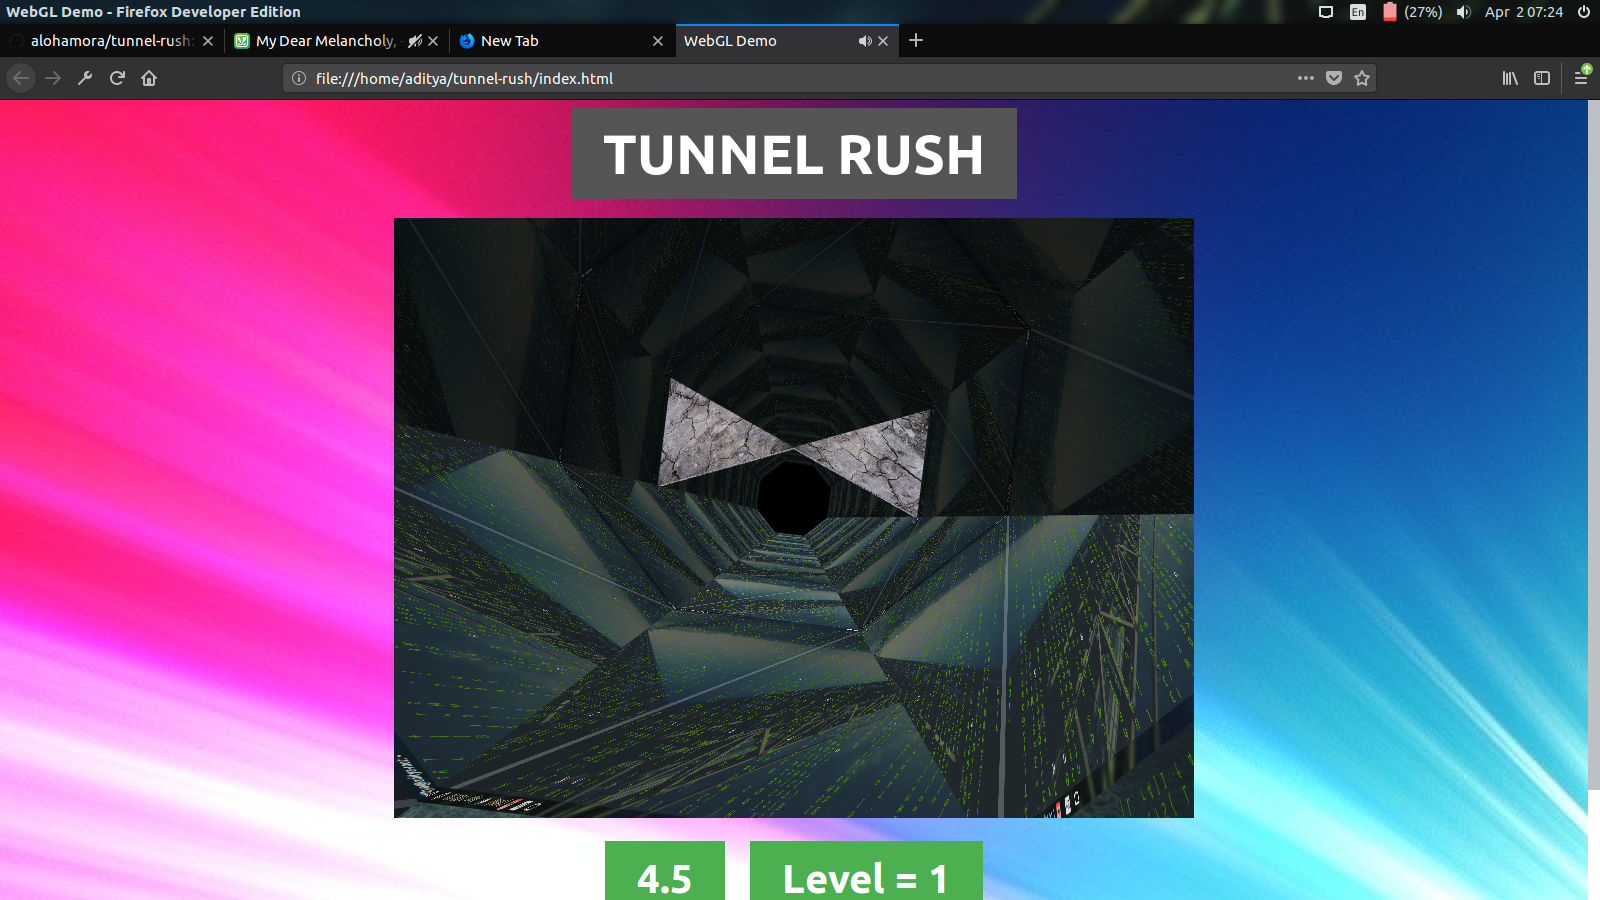 WebGL Demo - Firefox Developer Edition
En (27%) Apr 2 07:24
alohamora/tunnel-rush:
My Dear Melancholy, -
New Tab
WebGL Demo
file:///home/aditya/tunnel-rush/index.html
TUNNEL RUSH
4.5
Level = 1